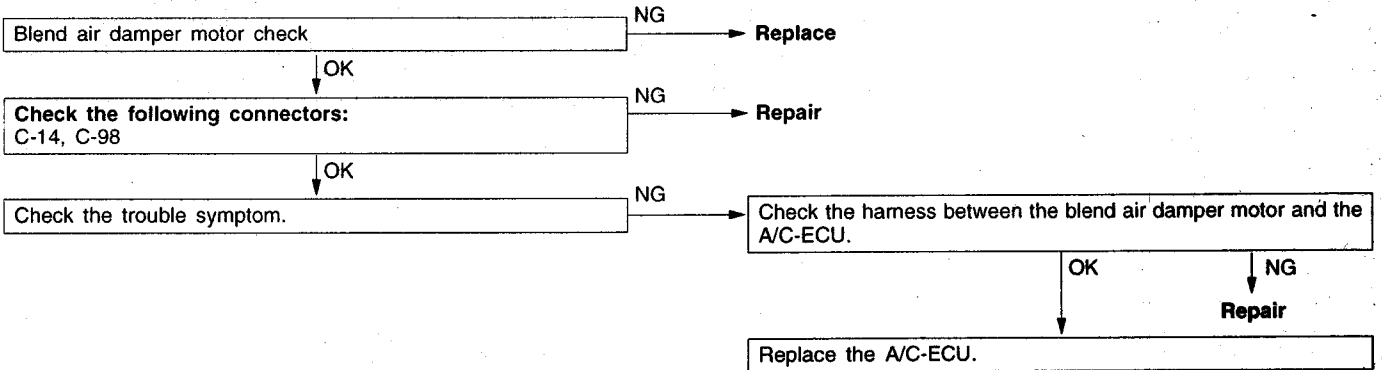 Blend air damper motor check
NG
Replace
OK
Check the following connectors:
C-14, C-98
NG
Repair
OK
Check the trouble symptom.
NG
Check the harness between the blend air damper motor and the
A/C-ECU.
OK
NG
Repair
Replace the A/C-ECU.